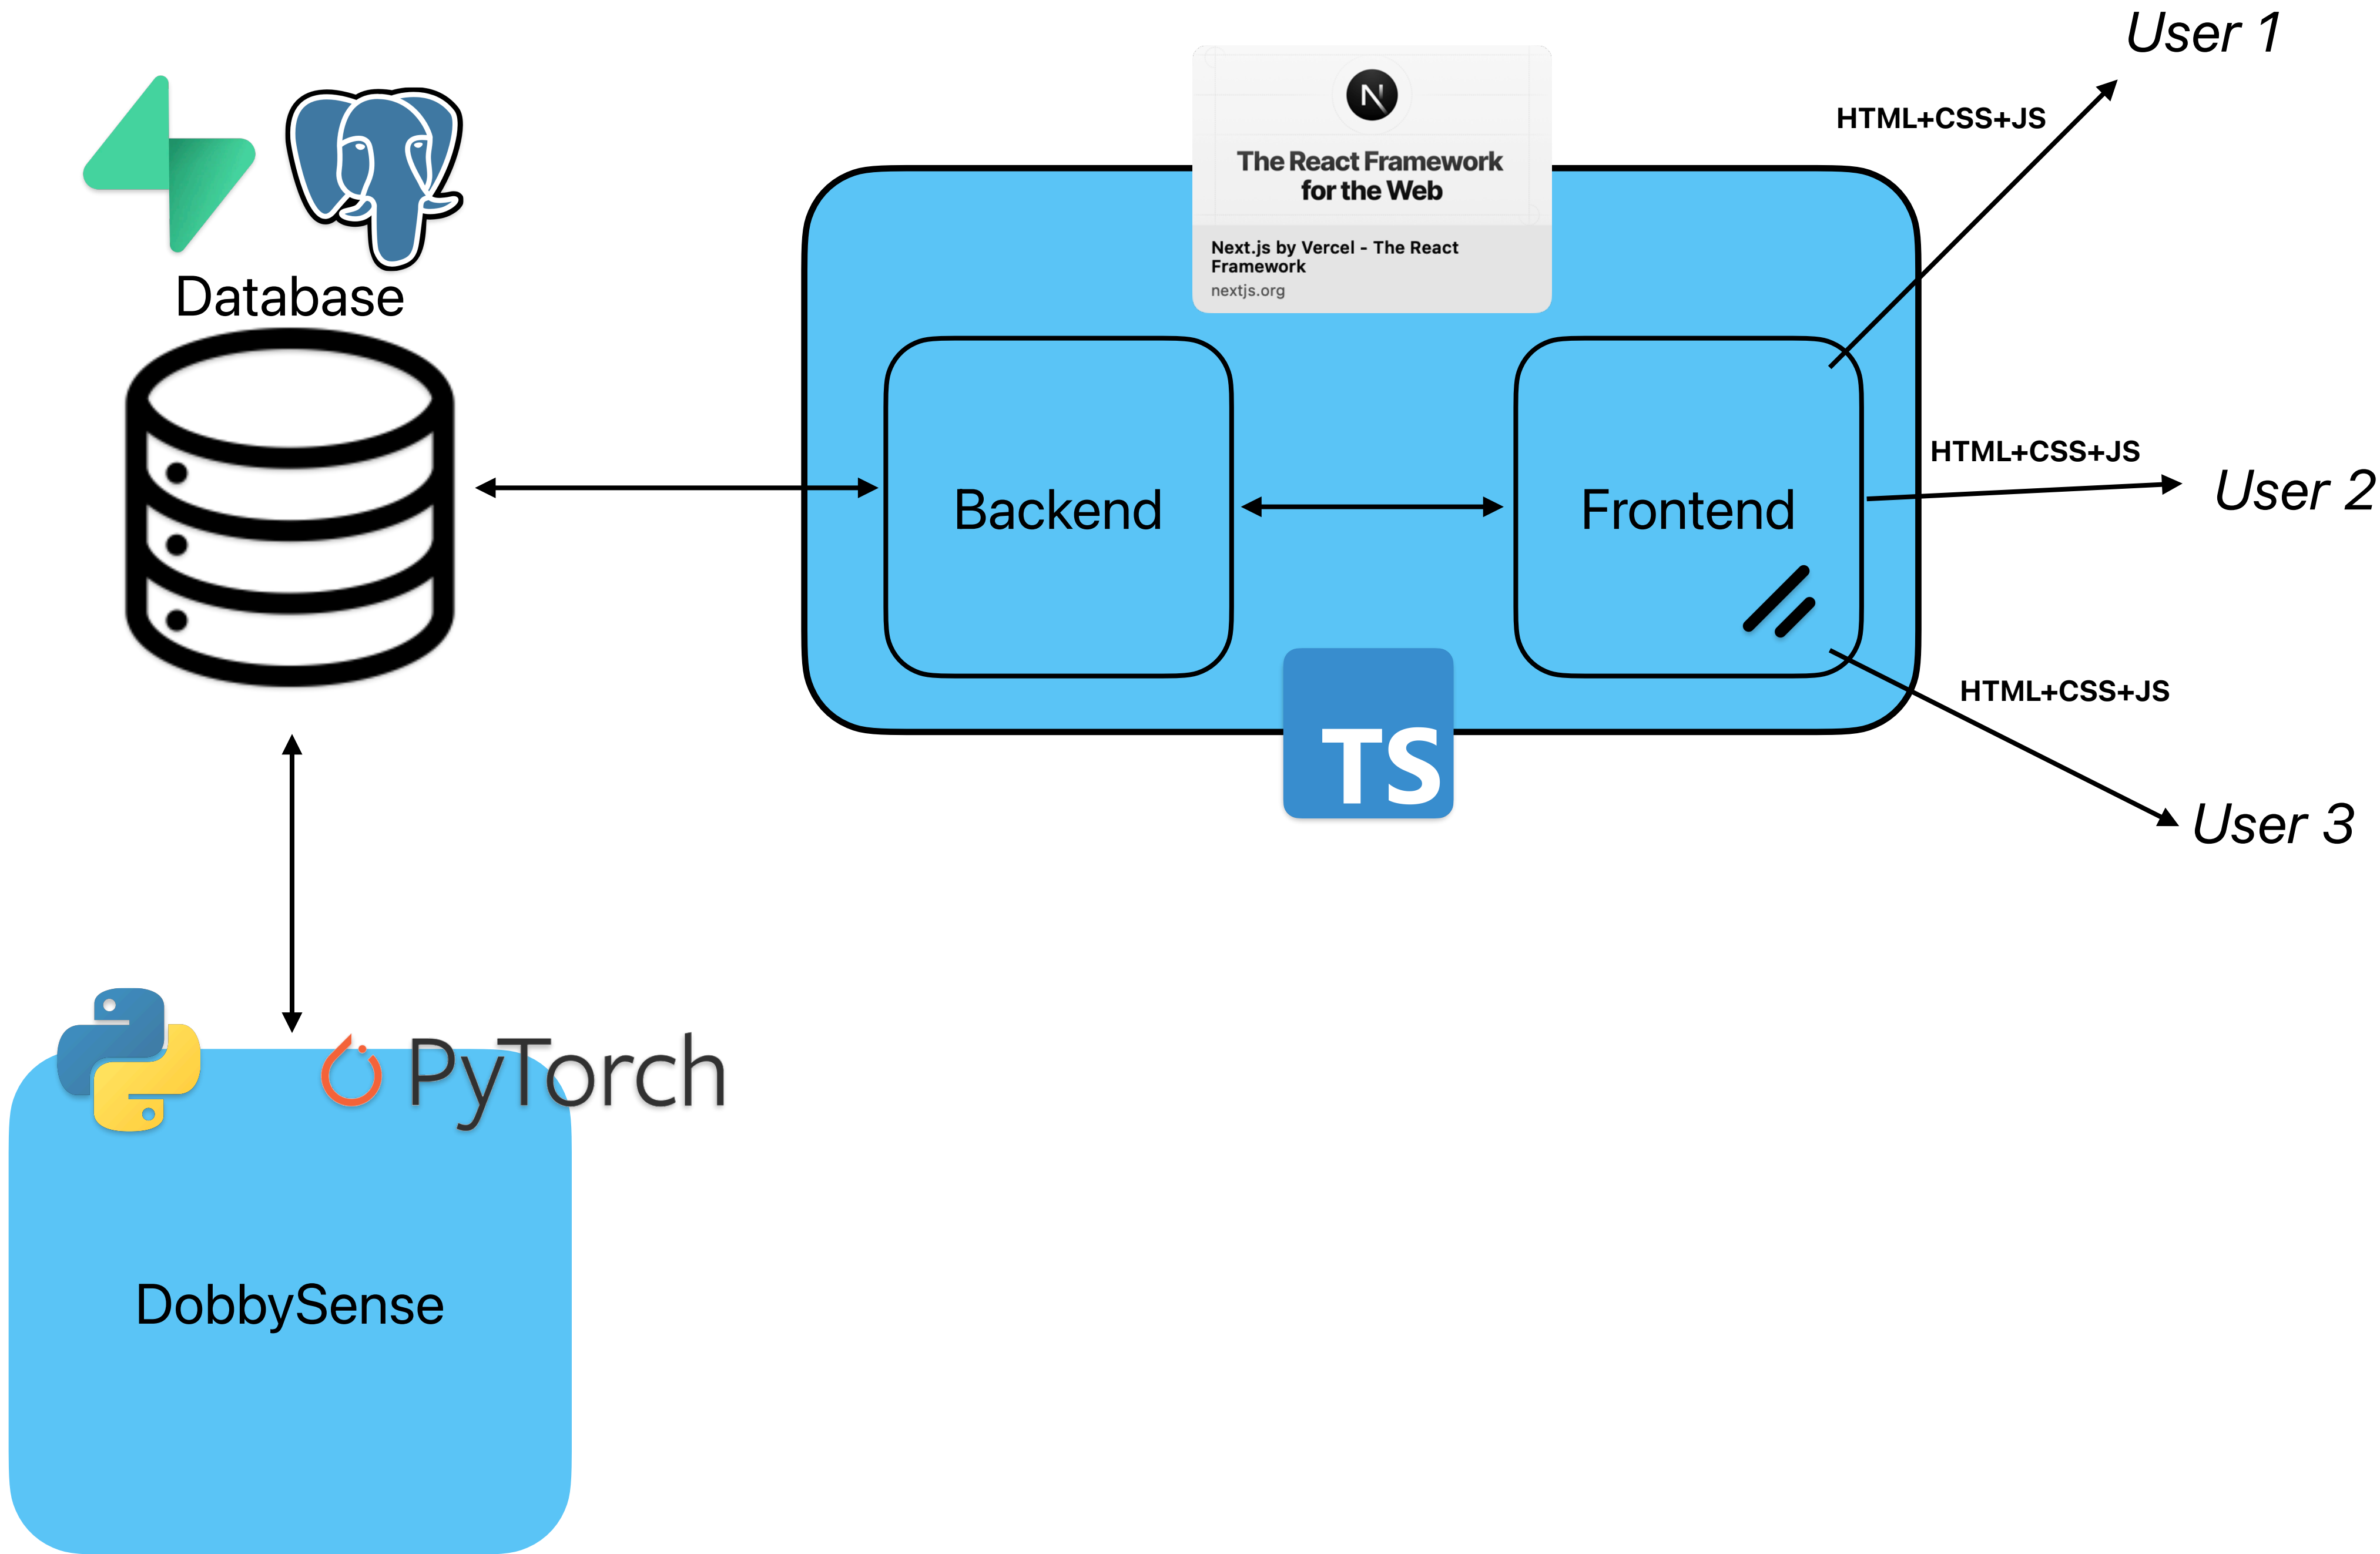 User 1
HTML+CSS+JS
N
The React Framework
for the Web
Next.js by Vercel - The React
Framework
nextjs.org
Database
Backend
Frontend
HTML+CSS+JS
User 2
HTML+CSS+JS
TS
User 3
PyTorch
DobbySense